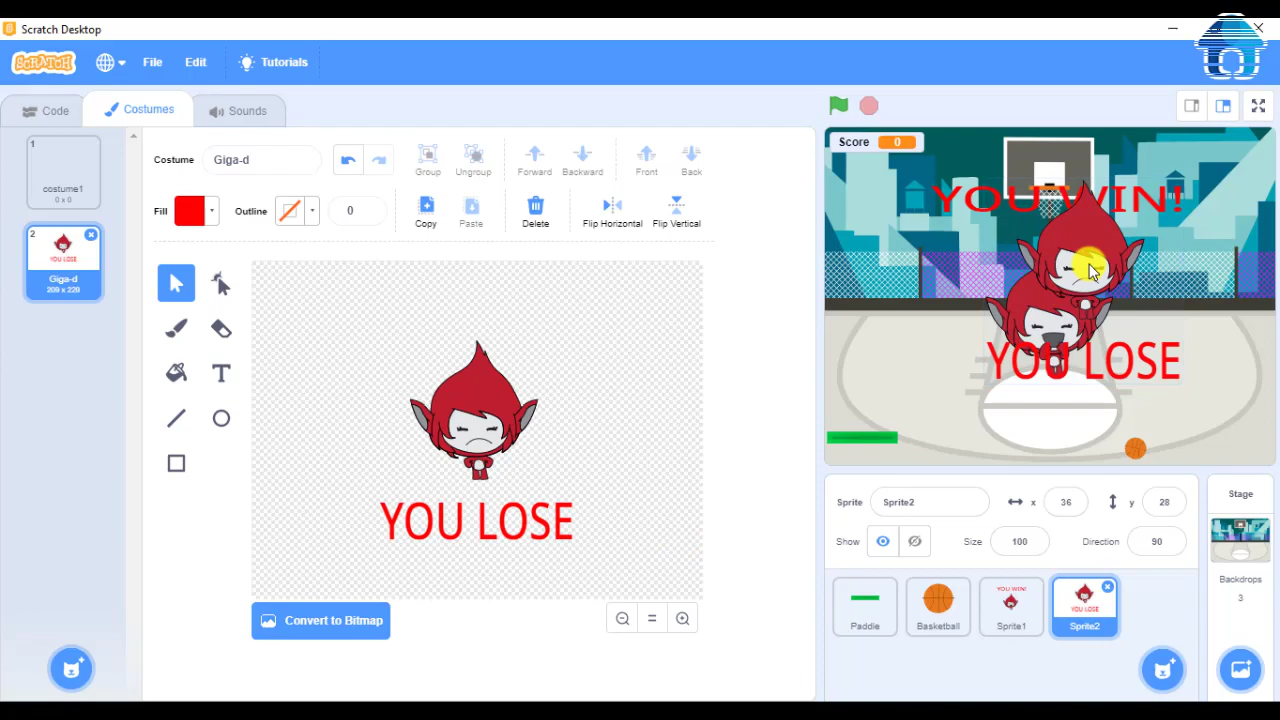 Scratch Desktop
SCRATCH
File
Edit
Tutorials
Code
Costumes
Sounds
1
costume1
0 x 0
2
YOU LOSE
Giga-d
209 x 229
Costume
Giga-d
Group
Ungroup
Forward
Backward
Front
Back
Fill
Outline
0
Copy
Paste
Delete
Flip Horizontal
Flip Vertical
YOU LOSE
Convert to Bitmap
Score 0
YOU WIN!
YOU LOSE
Sprite
Sprite2
x
36
y
28
Show
Size
100
Direction
90
Paddle
Basketball
YOU WIN!
Sprite1
YOU LOSE
Sprite2
Stage
Backdrops
3